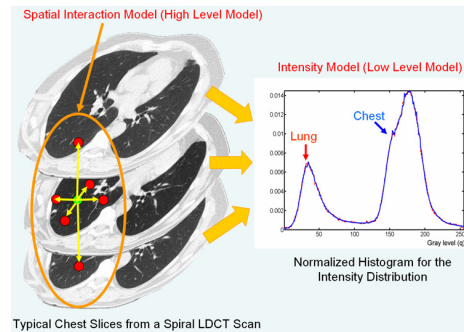 Spatial Interaction Model (High Level Model)
Intensity Model (Low Level Model)
0.014
0.012
0.01
0.008
0.006
0.004
0.002
0
Chest
Lung
50
100
150
200
250
Gray level (q)
Normalized Histogram for the
Intensity Distribution
Typical Chest Slices from a Spiral LDCT Scan